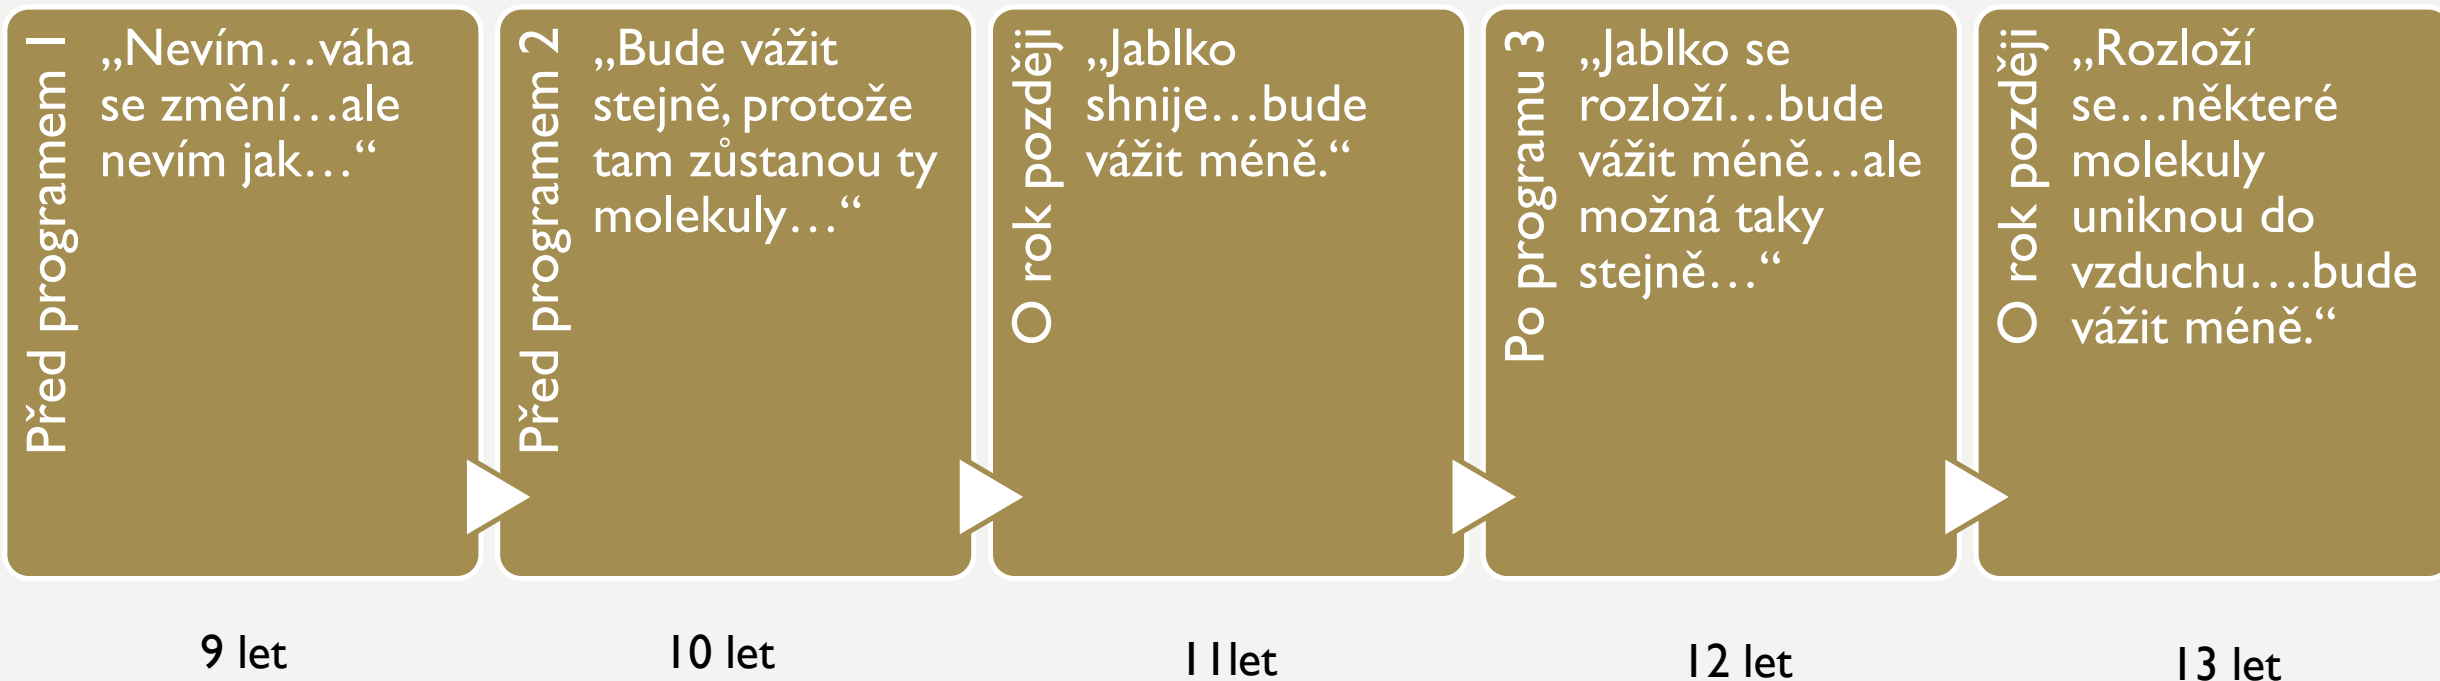 Před programem 1
„Nevím…váha
se změní…ale
nevím jak…“
Před programem 2
„Bude vážit
stejně, protože
tam zůstanou ty
molekuly…“
O rok později
„Jablko
shnije…bude
vážit méně.“
Po programu 3
„Jablko se
rozloží…bude
vážit méně…ale
možná taky
stejně…“
O rok později
„Rozloží
se…některé
molekuly
uniknou do
vzduchu….bude
vážit méně.“
9 let
10 let
11let
12 let
13 let